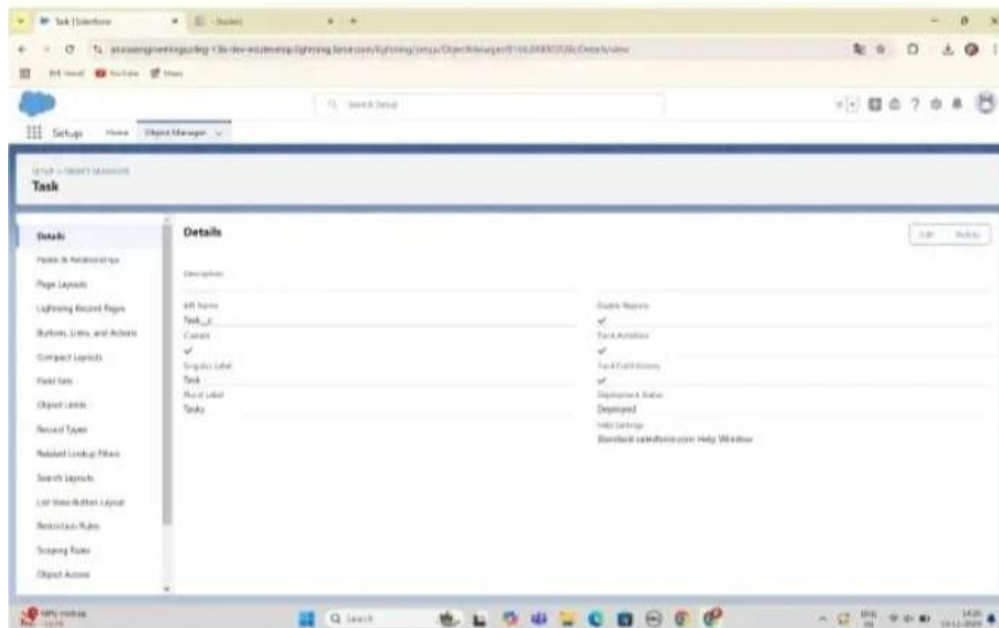 Task | Salesforce
Search Setup
Setup
Home
Object Manager
SETUP > OBJECT MANAGER
Task
Details
Fields & Relationships
Page Layouts
Lightning Record Pages
Buttons, Links, and Actions
Compact Layouts
Field Sets
Object Limits
Record Types
Related Lookup Filters
Search Layouts
List View Button Layout
Restriction Rules
Scoping Rules
Object Access
Details
Edit
Delete
Description
API Name
Task__c
Custom
✓
Singular Label
Task
Plural Label
Tasks
Enable Reports
✓
Track Activities
✓
Track Field History
✓
Deployment Status
Deployed
Help Settings
Standard salesforce.com Help Window
Search
ENG
IN